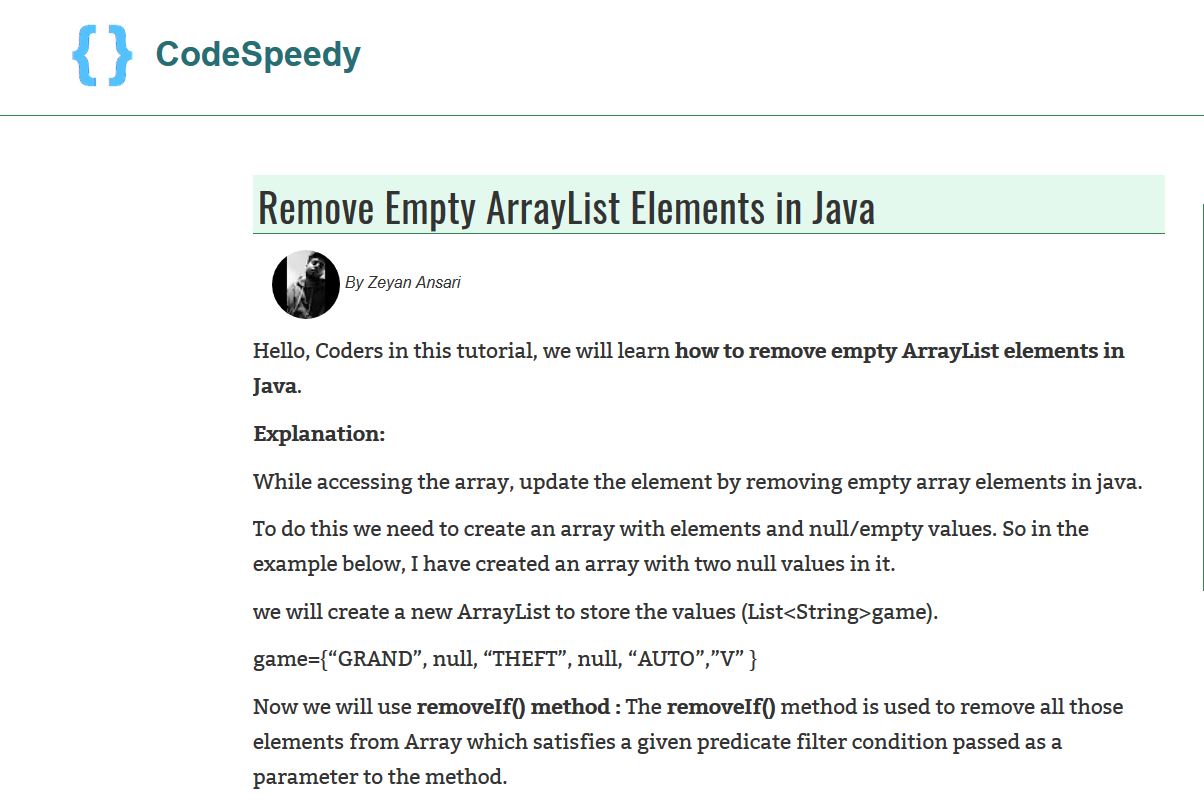 { } CodeSpeedy
Remove Empty ArrayList Elements in Java
By Zeyan Ansari
Hello, Coders in this tutorial, we will learn how to remove empty ArrayList elements in
Java.
Explanation:
While accessing the array, update the element by removing empty array elements in java.
To do this we need to create an array with elements and null/empty values. So in the
example below, I have created an array with two null values in it.
we will create a new ArrayList to store the values (List<String>game).
game={“GRAND”, null, “THEFT”, null, “AUTO”,”V” }
Now we will use removeIf() method : The removeIf() method is used to remove all those
elements from Array which satisfies a given predicate filter condition passed as a
parameter to the method.